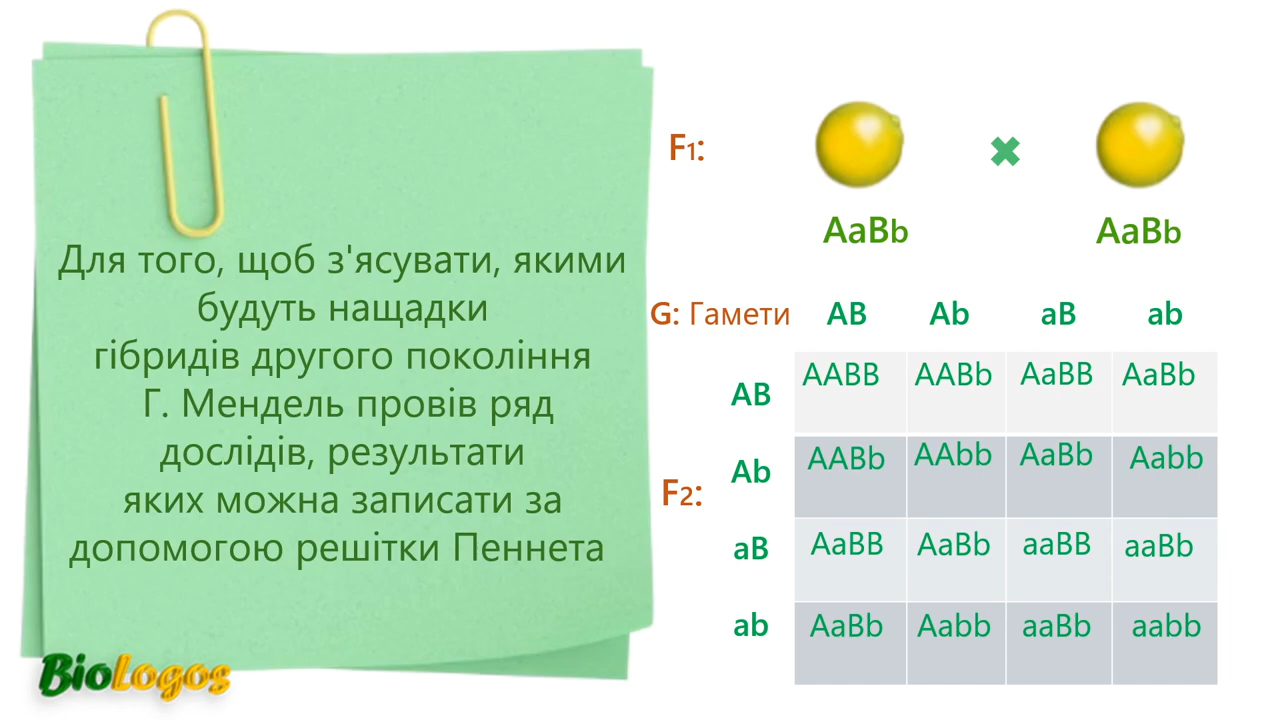 Для того, щоб з'ясувати, якими
будуть нащадки
гібридів другого покоління
Г. Мендель провів ряд
дослідів, результати
яких можна записати за
допомогою решітки Пеннета
BioLogos
F1:
AaBb
✖
AaBb
G: Гамети AB Ab aB ab
F2:
AB AABB AABb AaBB AaBb
Ab AABb AAbb AaBb Aabb
aB AaBB AaBb aaBB aaBb
ab AaBb Aabb aaBb aabb